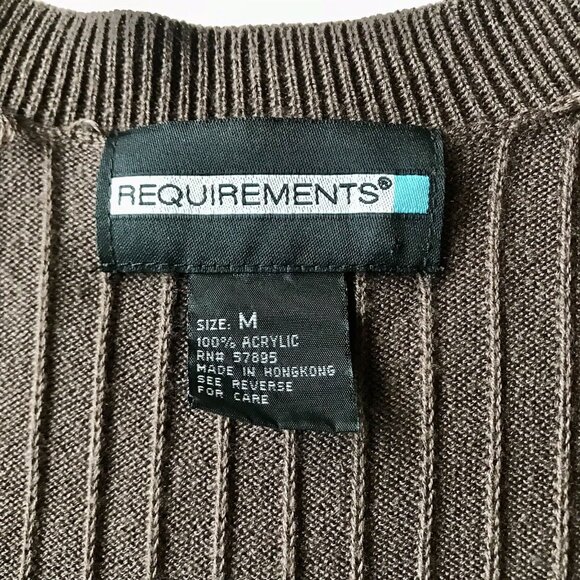 REQUIREMENTS®
SIZE: M
100% ACRYLIC
RN# 57895
MADE IN HONGKONG
SEE REVERSE
FOR CARE